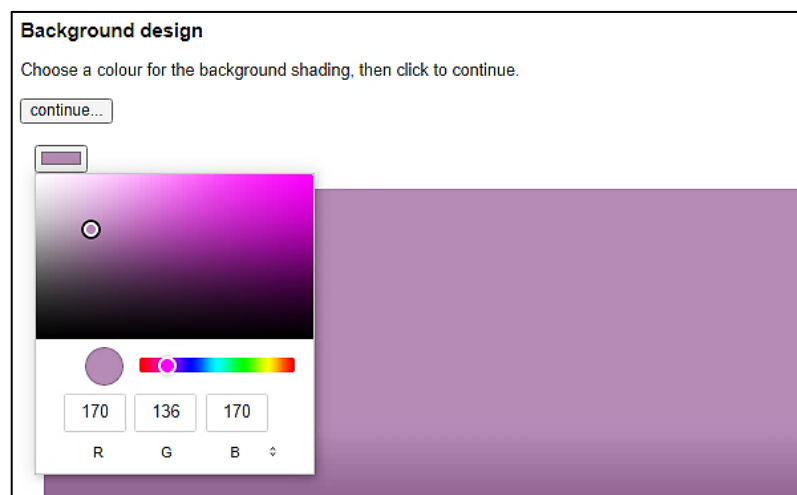 Background design
Choose a colour for the background shading, then click to continue.
continue...
170 136 170
R G B